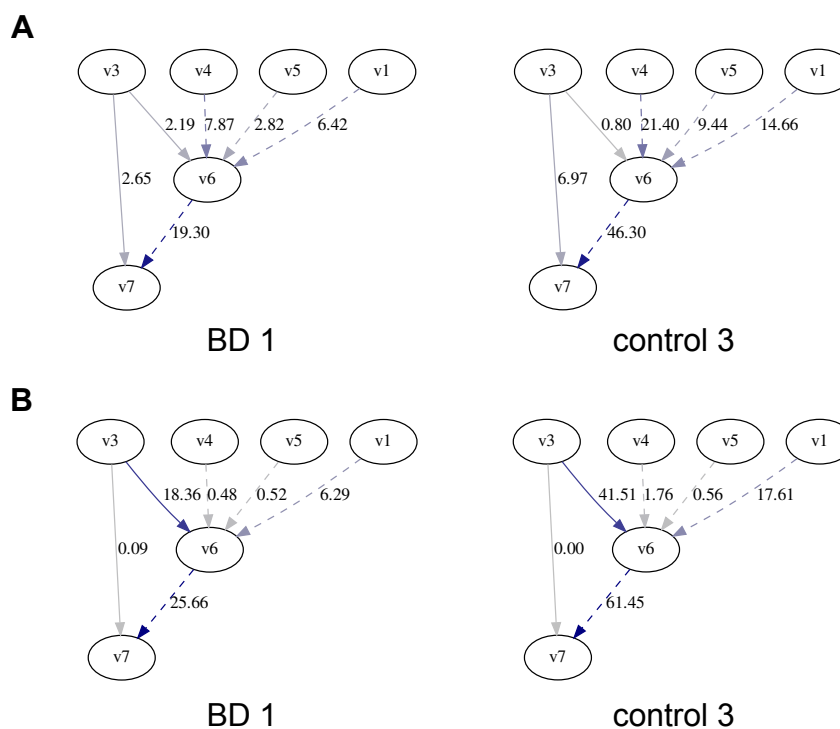 A
v3 v4 v5 v1 v3 v4 v5 v1
2.19 7.87 2.82 6.42 0.80 21.40 9.44 14.66
2.65 v6 6.97 v6
19.30 46.30
v7 v7
BD 1 control 3
B
v3 v4 v5 v1 v3 v4 v5 v1
18.36 0.48 0.52 6.29 41.51 1.76 0.56 17.61
0.09 v6 0.00 v6
25.66 61.45
v7 v7
BD 1 control 3